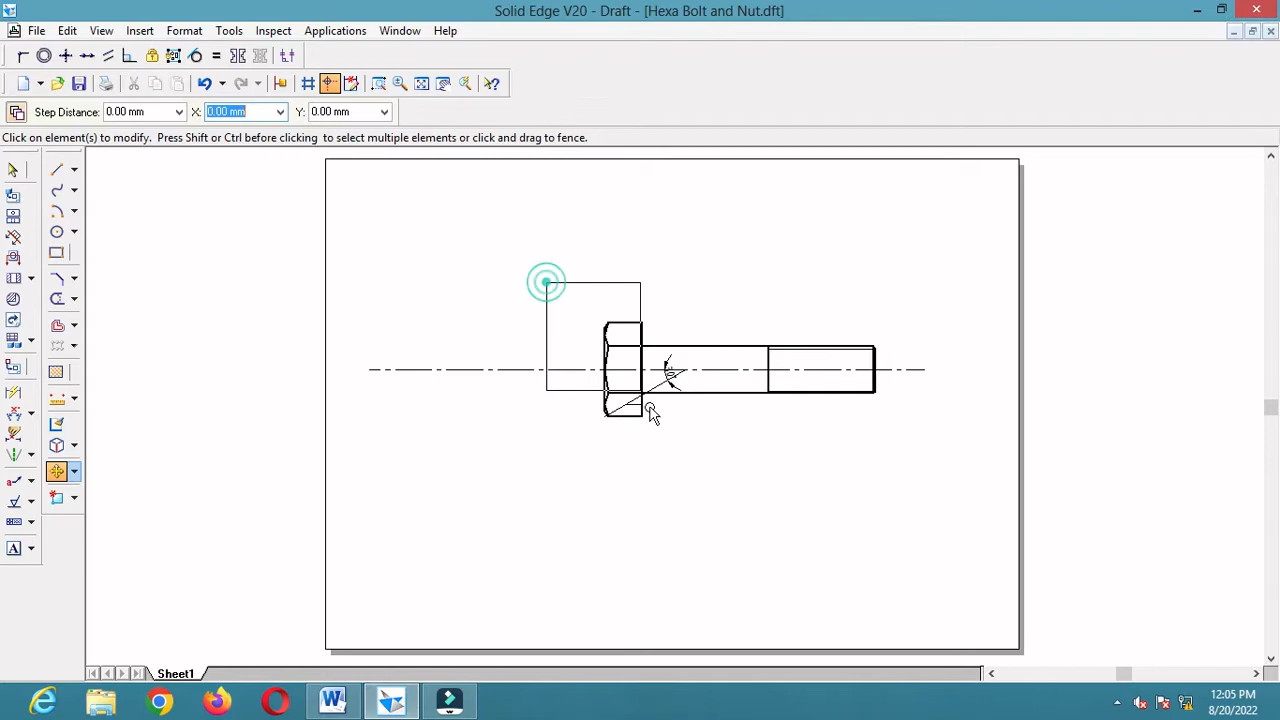 Solid Edge V20 - Draft - [Hexa Bolt and Nut.dft]
File Edit View Insert Format Tools Inspect Applications Window Help
Step Distance: 0.00 mm X: 0.00 mm Y: 0.00 mm
Click on element(s) to modify. Press Shift or Ctrl before clicking to select multiple elements or click and drag to fence.
Sheet1
12:05 PM
8/20/2022